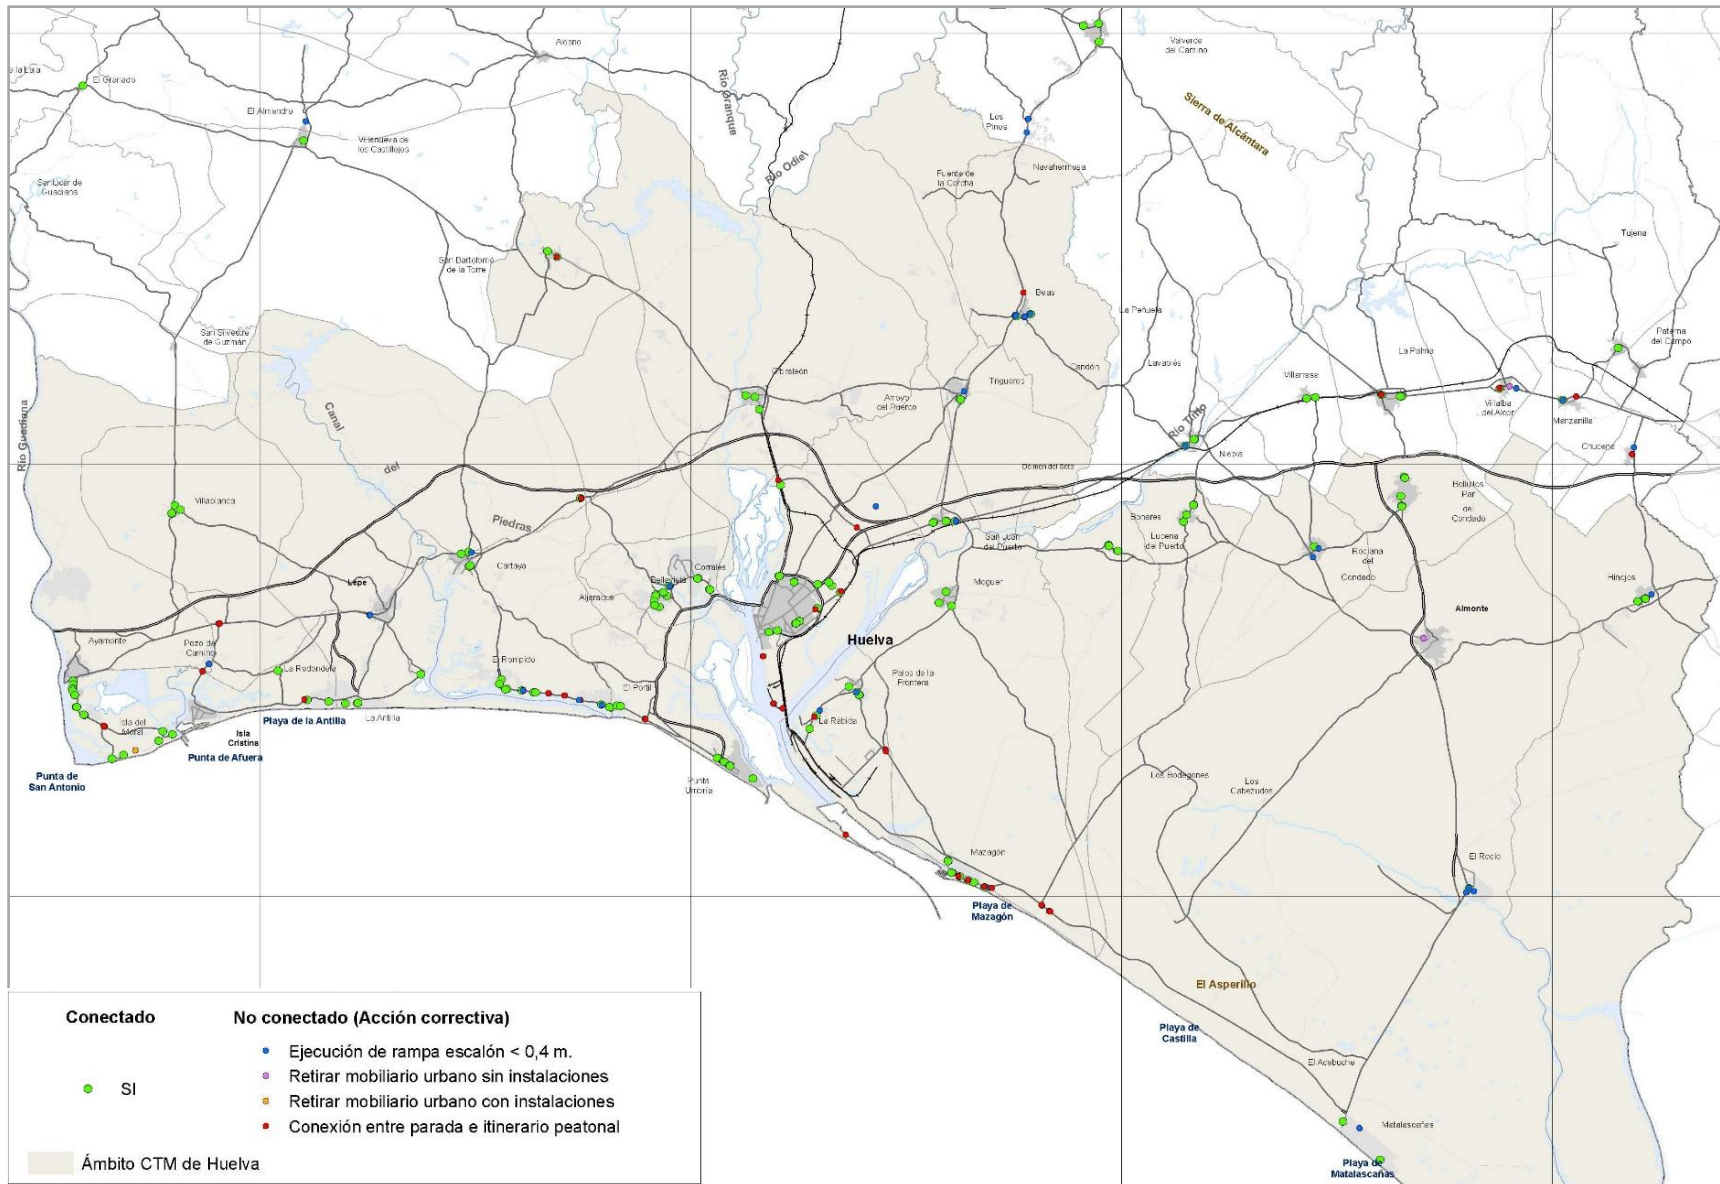 Alosno
Valverde
del Camino
El Granado
Río Oranque
El Almendro
Los
Pinos
Sierra de Alcántara
Villanueva de
los Castillejos
Navahermosa
Río Odiel
Fuente de
la Corcha
Sanlúcar de
Guadiana
Tujena
San Bartolomé
de la Torre
Beas
La Peñuela
San Silvestre
de Guzmán
Paterna
del Campo
La Palma
Lavapiés
Candón
Gibraleón
Trigueros
Villarrasa
Arroyo
del Puerco
Villalba
del Alcor
Canal
Manzanilla
Río Guadiana
Río Tinto
Chucena
Niebla
del
Villablanca
Bollullos
Par
del
Condado
Piedras
Bonares
San Juan
del Puerto
Lucena
del Puerto
Rociana
del
Condado
Cartaya
Bellavista
Corrales
Lepe
Hinojos
Moguer
Aljaraque
Almonte
Ayamonte
Huelva
Pozo del
Camino
La Redondela
El Rompido
El Portil
Palos de la
Frontera
La Antilla
Playa de la Antilla
Isla del
Moral
La Rábida
Isla
Cristina
Punta de Afuera
Punta de
San Antonio
Punta
Umbría
Los Bodegones
Los
Cabezudos
Mazagón
El Rocío
Playa de
Mazagón
El Asperillo
Playa de
Castilla
El Acebuche
Matalascañas
Playa de
Matalascañas
Conectado
No conectado (Acción correctiva)
Ejecución de rampa escalón < 0,4 m.
SI
Retirar mobiliario urbano sin instalaciones
Retirar mobiliario urbano con instalaciones
Conexión entre parada e itinerario peatonal
Ámbito CTM de Huelva